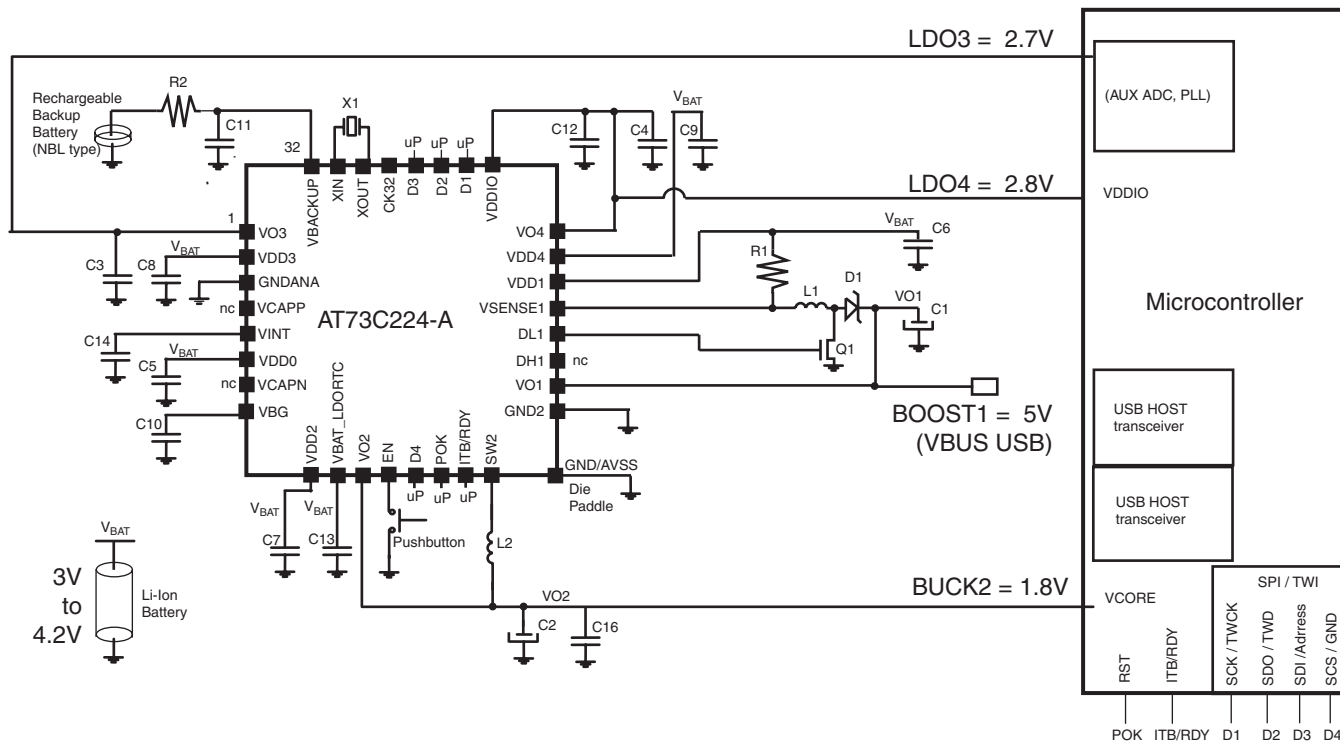 LDO3 = 2.7V
(AUX ADC, PLL)
R2
Rechargeable
Backup
Battery
(NBL type)
C11
X1
32
uP
uP
uP
C12
C4
VBAT
C9
VBACKUP
XIN
XOUT
CK32
D3
D2
D1
VDDIO
LDO4 = 2.8V
VDDIO
1
VO3
VO4
VBAT
C6
C3
C8
VBAT
VDD3
VDD4
R1
GNDANA
VDD1
D1
nc
VCAPP
AT73C224-A
VSENSE1
L1
VO1
C1
Microcontroller
C14
VINT
DL1
Q1
VBAT
C5
VDD0
DH1
nc
nc
VCAPN
VO1
C10
VBG
GND2
BOOST1 = 5V
(VBUS USB)
USB HOST
transceiver
VDD2
VBAT_LDORTC
VO2
EN
D4
POK
ITB/RDY
SW2
GND/AVSS
Die
Paddle
uP
uP
uP
USB HOST
transceiver
VBAT
VBAT
C7
C13
Pushbutton
L2
VBAT
3V
to
4.2V
Li-Ion
Battery
VO2
C2
C16
BUCK2 = 1.8V
VCORE
SPI / TWI
RST
ITB/RDY
SCK / TWCK
SDO / TWD
SDI /Adrress
SCS / GND
POK
ITB/RDY
D1
D2
D3
D4